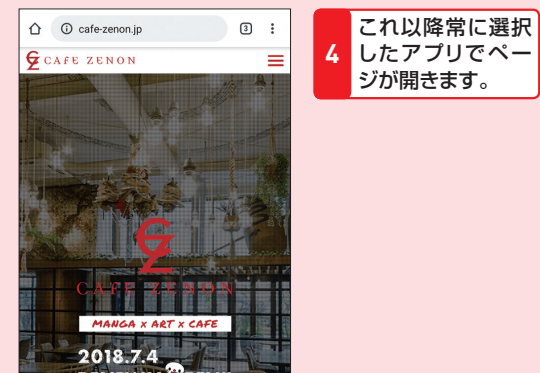 cafe-zenon.jp
3
CAFE ZENON
CAFE ZENON
MANGA x ART x CAFE
2018.7.4
4
これ以降常に選択
したアプリでペー
ジが開きます。